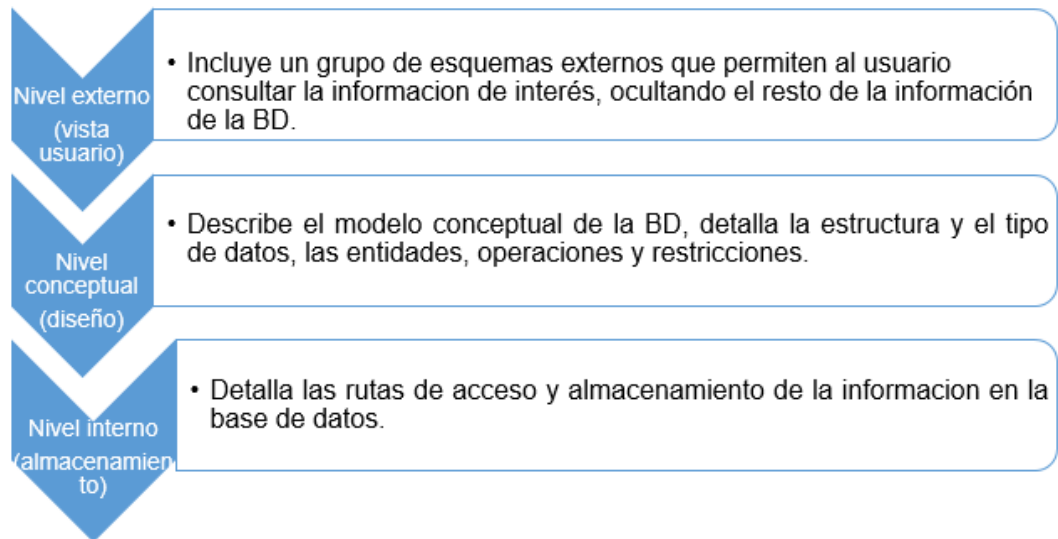 Nivel externo
(vista
usuario)
• Incluye un grupo de esquemas externos que permiten al usuario
consultar la informacion de interés, ocultando el resto de la información
de la BD.
Nivel
conceptual
(diseño)
• Describe el modelo conceptual de la BD, detalla la estructura y el tipo
de datos, las entidades, operaciones y restricciones.
Nivel interno
(almacenamien
to)
• Detalla las rutas de acceso y almacenamiento de la informacion en la
base de datos.